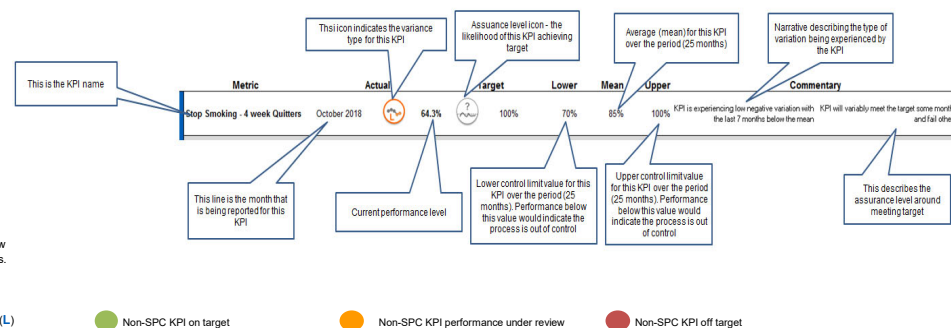 Thsi icon indicates the variance
type for this KPI
Assuance level icon - the
likelihood of this KPI achieving
target
Average (mean) for this KPI
over the period (25 months)
Narrative describing the type of
variation being experienced by
the KPI
This is the KPI name
Metric Actual Target Lower Mean Upper Commentary
Stop Smoking - 4 week Quitters October 2018 L 64.3% ? 100% 70% 85% 100%
KPI is experiencing low negative variation with
the last 7 months below the mean
KPI will variably meet the target some month
and fail othe
This line is the month that
is being reported for this
KPI
Current performance level
Lower control limit value for this
KPI over the period (25
months). Performance below
this value would indicate the
process is out of control
Upper control limit value
for this KPI over the period
(25 months). Performance
below this value would
indicate the process is out
of control
This describes the
assurance level around
meeting target
w
s.
(L) Non-SPC KPI on target Non-SPC KPI performance under review Non-SPC KPI off target